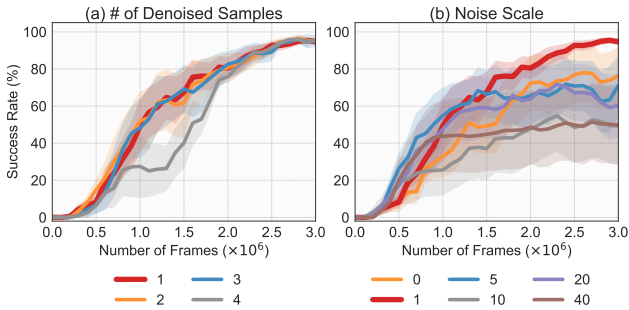 (a) # of Denoised Samples
(b) Noise Scale
Success Rate (%)
100
80
60
40
20
0
0.0 0.5 1.0 1.5 2.0 2.5 3.0
Number of Frames (×10⁶)
100
80
60
40
20
0
0.0 0.5 1.0 1.5 2.0 2.5 3.0
Number of Frames (×10⁶)
1 3
2 4
0 5 20
1 10 40